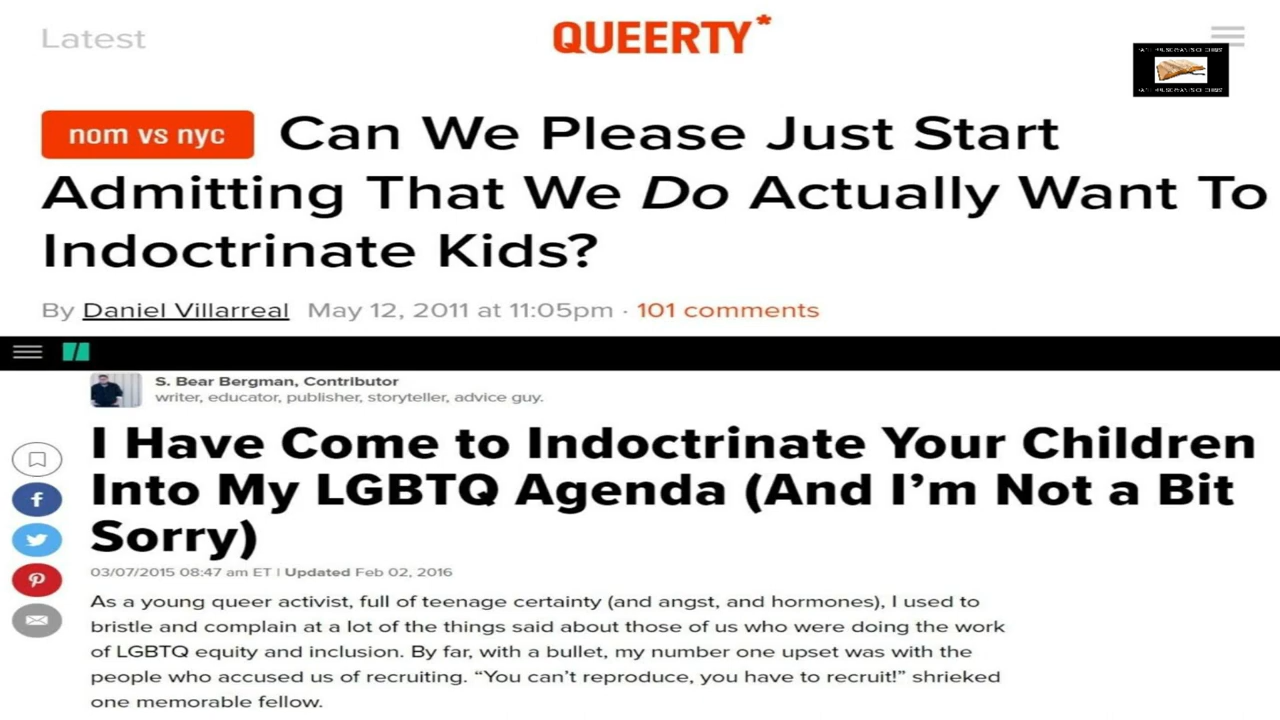 Latest
QUEERTY*
nom vs nyc Can We Please Just Start
Admitting That We Do Actually Want To
Indoctrinate Kids?
By Daniel Villarreal May 12, 2011 at 11:05pm · 101 comments
S. Bear Bergman, Contributor
writer, educator, publisher, storyteller, advice guy.
I Have Come to Indoctrinate Your Children
Into My LGBTQ Agenda (And I’m Not a Bit
Sorry)
03/07/2015 08:47 am ET | Updated Feb 02, 2016
As a young queer activist, full of teenage certainty (and angst, and hormones), I used to
bristle and complain at a lot of the things said about those of us who were doing the work
of LGBTQ equity and inclusion. By far, with a bullet, my number one upset was with the
people who accused us of recruiting. “You can’t reproduce, you have to recruit!” shrieked
one memorable fellow.